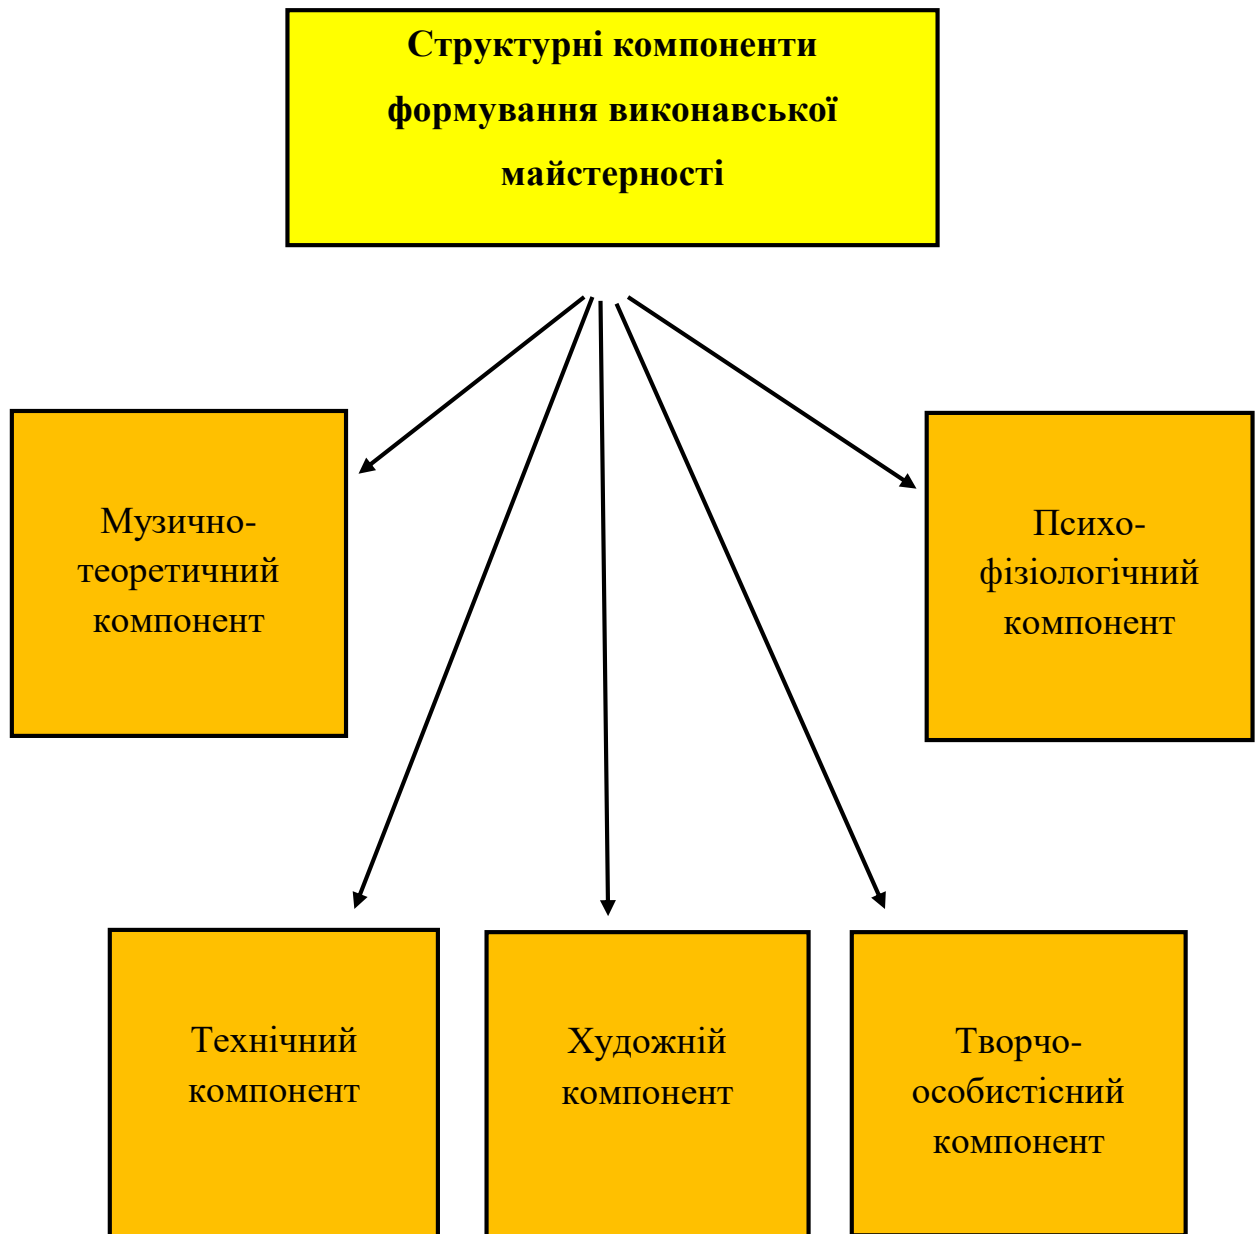 Структурні компоненти
формування виконавської
майстерності
Музично-
теоретичний
компонент
Психо-
фізіологічний
компонент
Технічний
компонент
Художній
компонент
Творчо-
особистісний
компонент